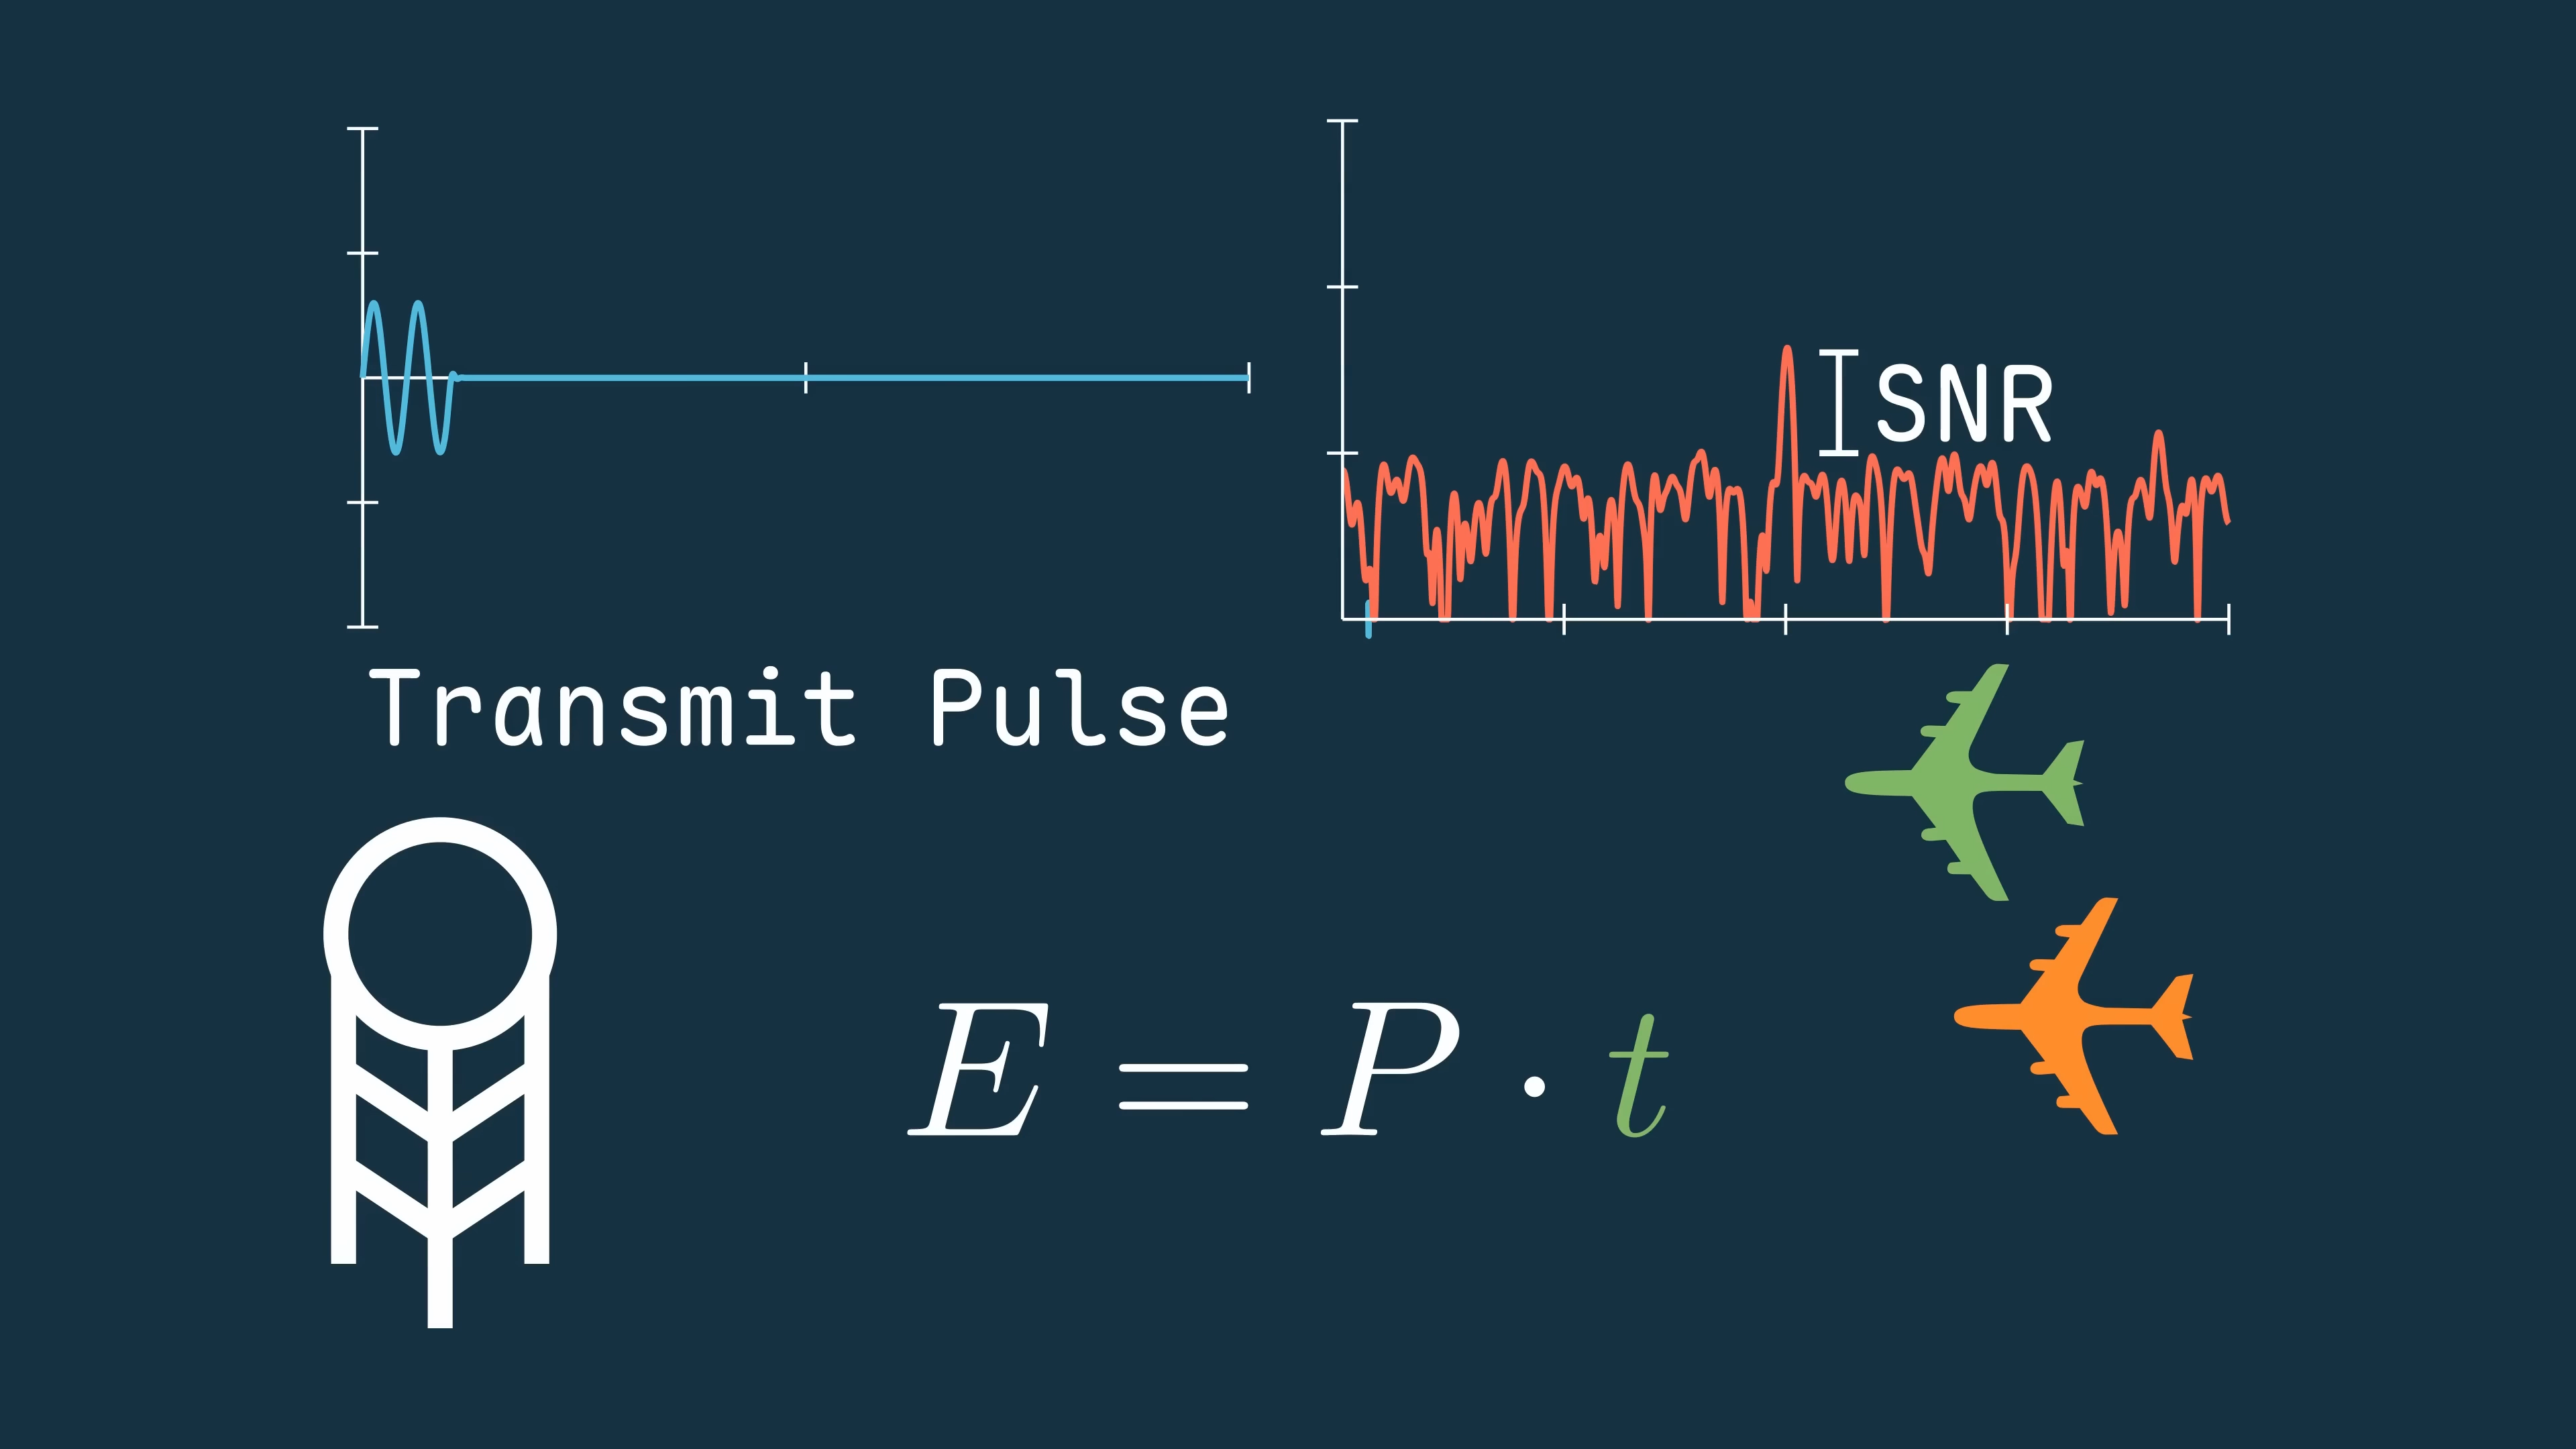 SNR
Transmit Pulse
E = P · t